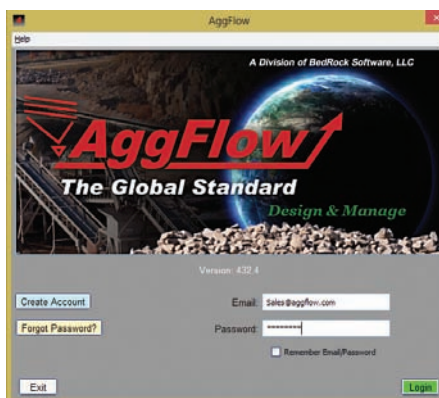 AggFlow
Help
A Division of BedRock Software, LLC
AggFlow
The Global Standard
Design & Manage
Version: 432.4
Create Account
Email: Sales@aggflow.com
Forgot Password?
Password: ********
Remember Email/Password
Exit
Login